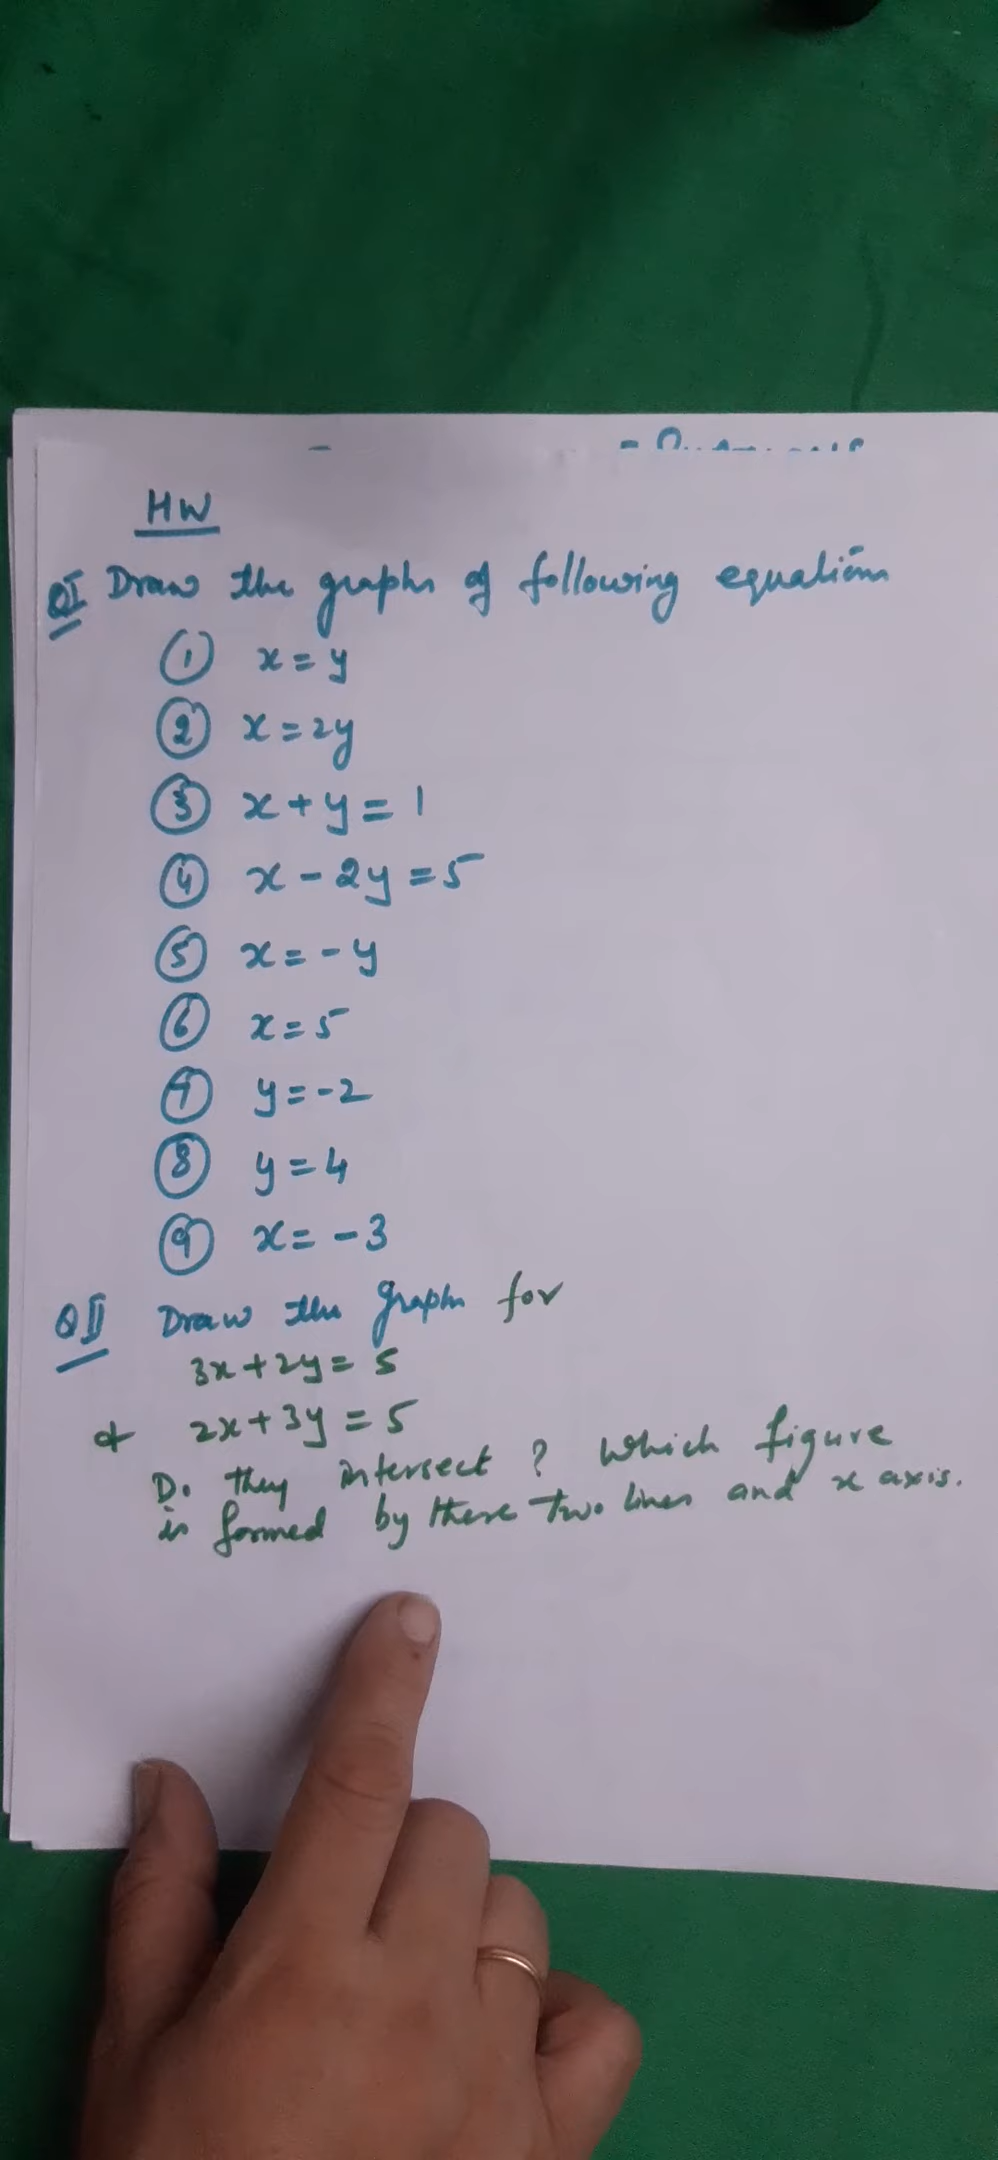 HW
QI Draw the graphs of following equations
① x = y
② x = 2y
③ x + y = 1
④ x - 2y = 5
⑤ x = - y
⑥ x = 5
⑦ y = -2
⑧ y = 4
⑨ x = - 3
QII Draw the graph for
3x + 2y = 5
& 2x + 3y = 5
Do they intersect ? Which figure
is formed by these two lines and x axis.